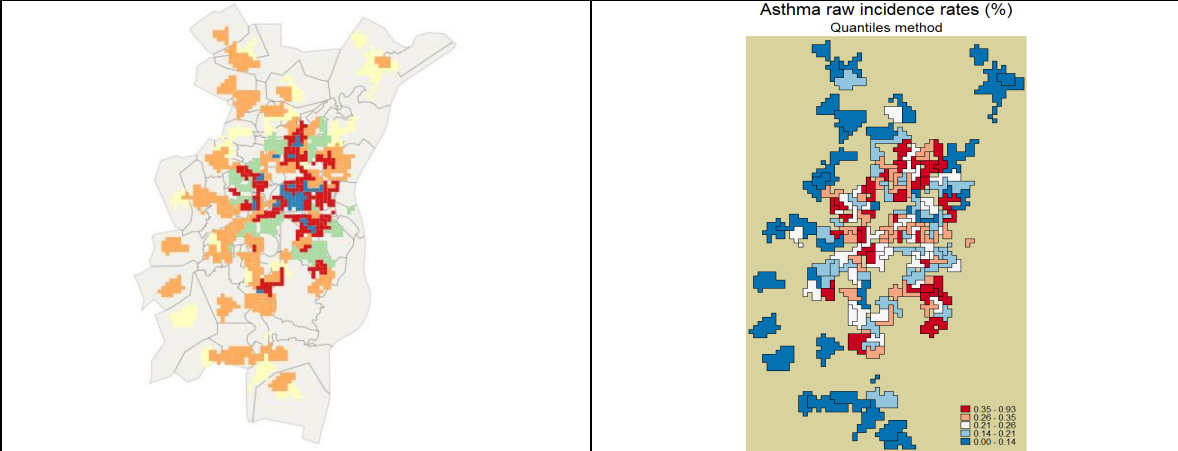 Asthma raw incidence rates (%)
Quantiles method
0.35 - 0.93
0.26 - 0.35
0.21 - 0.26
0.14 - 0.21
0.00 - 0.14